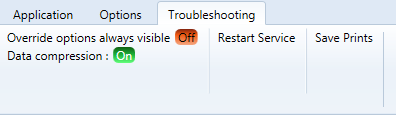 Application Options Troubleshooting
Override options always visible Off Restart Service Save Prints
Data compression : On